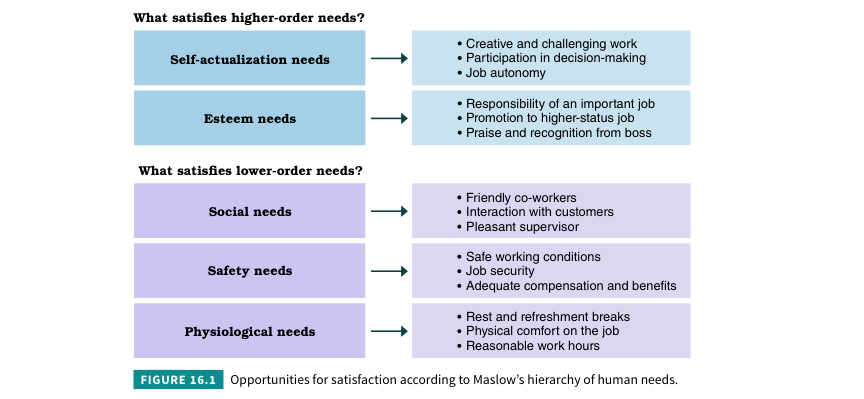 What satisfies higher-order needs?
Self-actualization needs
• Creative and challenging work
• Participation in decision-making
• Job autonomy
Esteem needs
• Responsibility of an important job
• Promotion to higher-status job
• Praise and recognition from boss
What satisfies lower-order needs?
Social needs
• Friendly co-workers
• Interaction with customers
• Pleasant supervisor
Safety needs
• Safe working conditions
• Job security
• Adequate compensation and benefits
Physiological needs
• Rest and refreshment breaks
• Physical comfort on the job
• Reasonable work hours
FIGURE 16.1 Opportunities for satisfaction according to Maslow’s hierarchy of human needs.